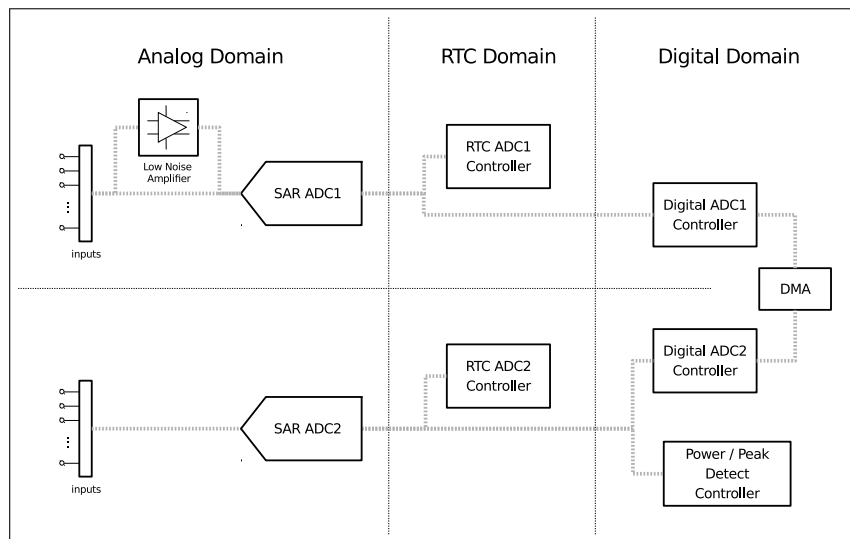 Analog Domain
RTC Domain
Digital Domain
Low Noise
Amplifier
inputs
SAR ADC1
RTC ADC1
Controller
Digital ADC1
Controller
DMA
inputs
SAR ADC2
RTC ADC2
Controller
Digital ADC2
Controller
Power / Peak
Detect
Controller